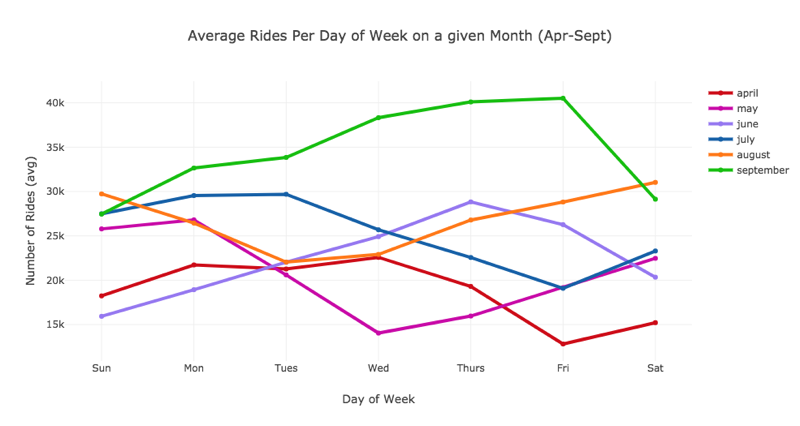 Average Rides Per Day of Week on a given Month (Apr-Sept)
Number of Rides (avg)
40k
35k
30k
25k
20k
15k
Sun Mon Tues Wed Thurs Fri Sat
Day of Week
april
may
june
july
august
september